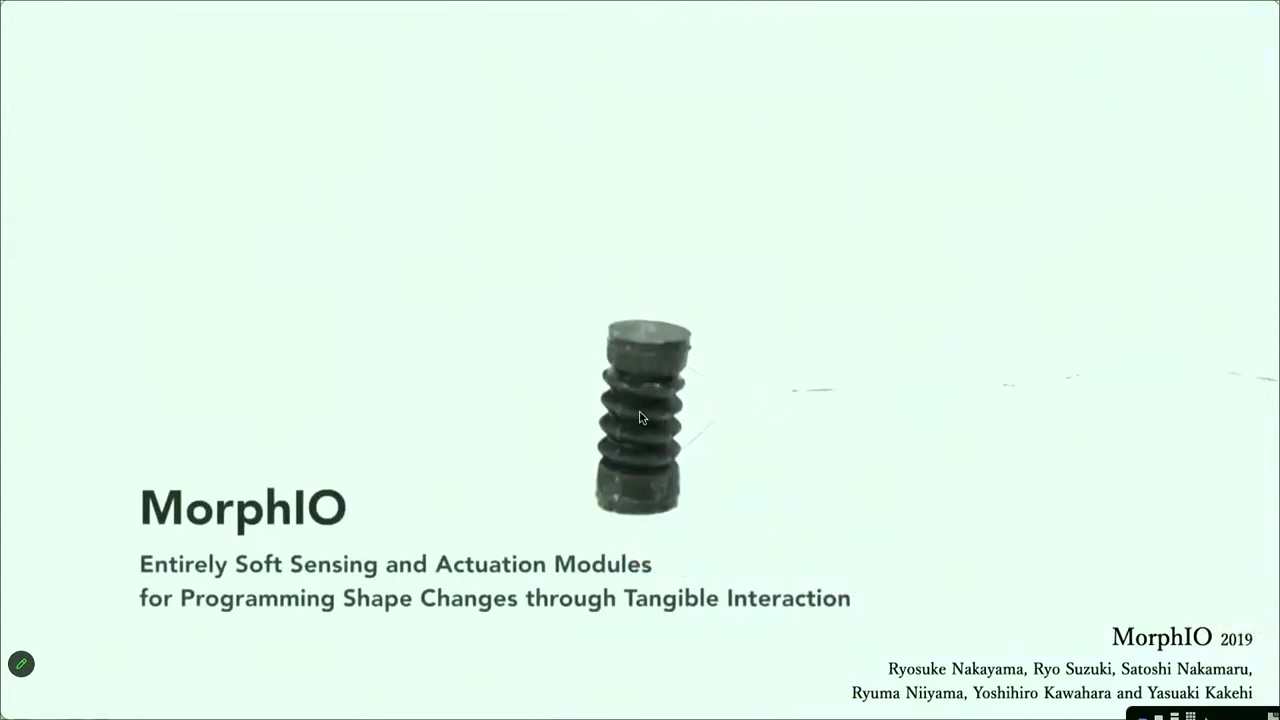 MorphIO
Entirely Soft Sensing and Actuation Modules
for Programming Shape Changes through Tangible Interaction
MorphIO 2019
Ryosuke Nakayama, Ryo Suzuki, Satoshi Nakamaru,
Ryuma Niiyama, Yoshihiro Kawahara and Yasuaki Kakehi